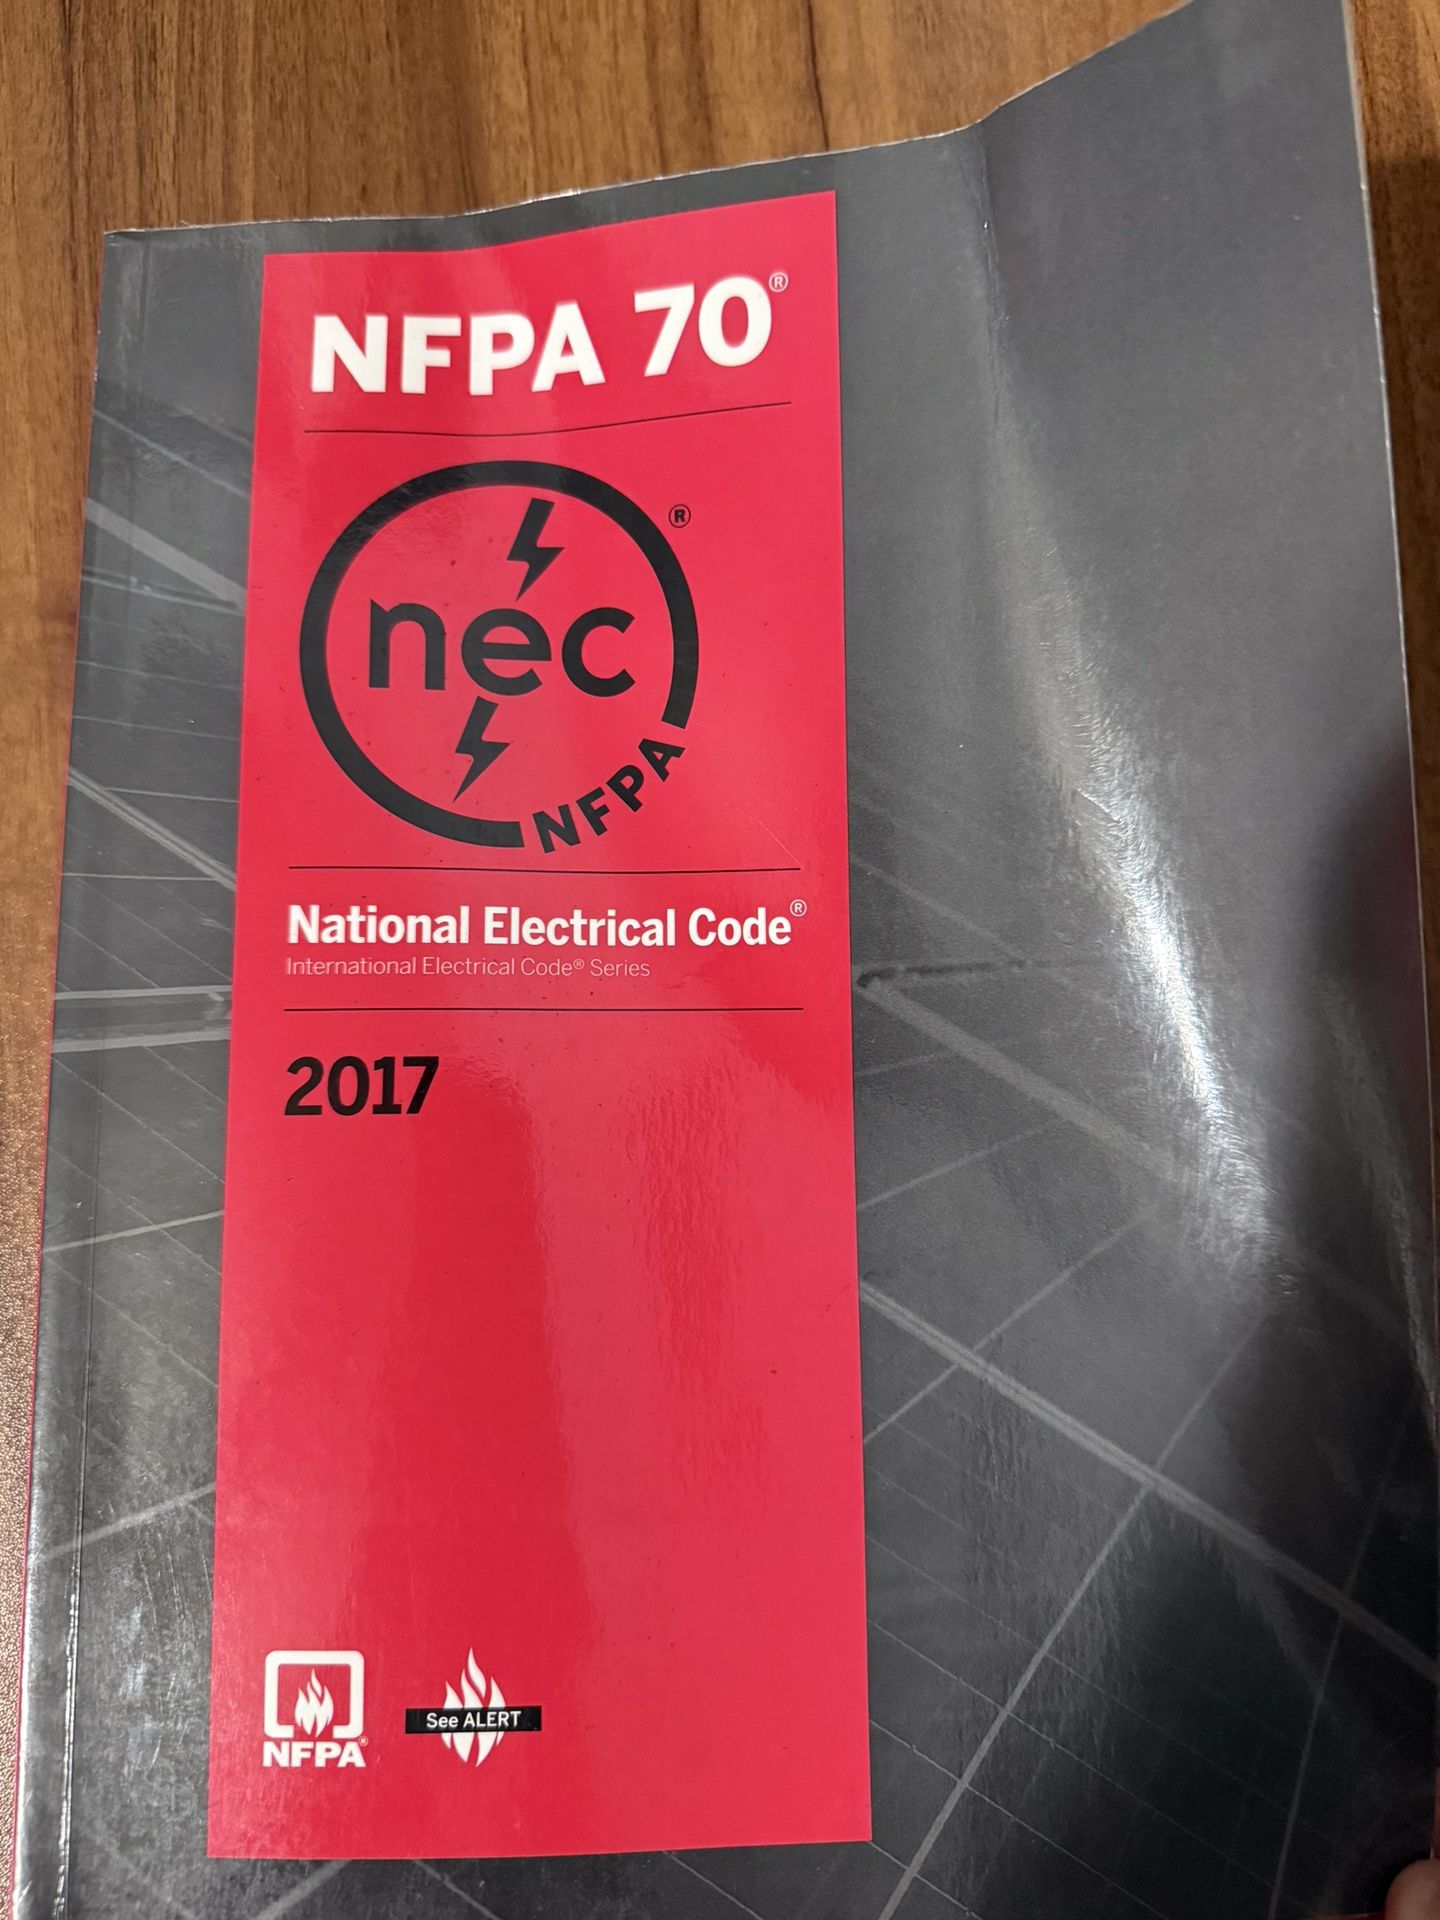 NFPA 70®
nec®
NFPA
National Electrical Code®
International Electrical Code® Series
2017
NFPA®
See ALERT